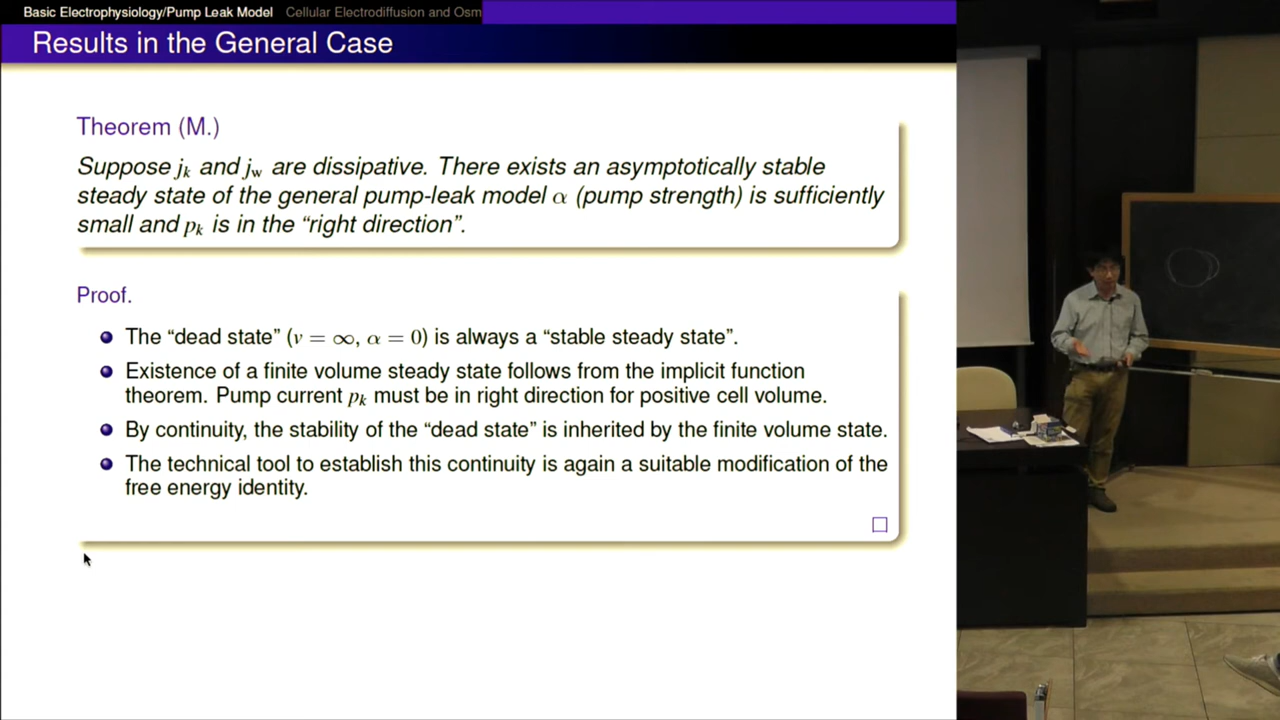 Basic Electrophysiology/Pump Leak Model Cellular Electrodiffusion and Osm
Results in the General Case
Theorem (M.)
Suppose jₖ and j_w are dissipative. There exists an asymptotically stable
steady state of the general pump-leak model α (pump strength) is sufficiently
small and pₖ is in the “right direction”.
Proof.
The “dead state” (v = ∞, α = 0) is always a “stable steady state”.
Existence of a finite volume steady state follows from the implicit function
theorem. Pump current pₖ must be in right direction for positive cell volume.
By continuity, the stability of the “dead state” is inherited by the finite volume state.
The technical tool to establish this continuity is again a suitable modification of the
free energy identity.